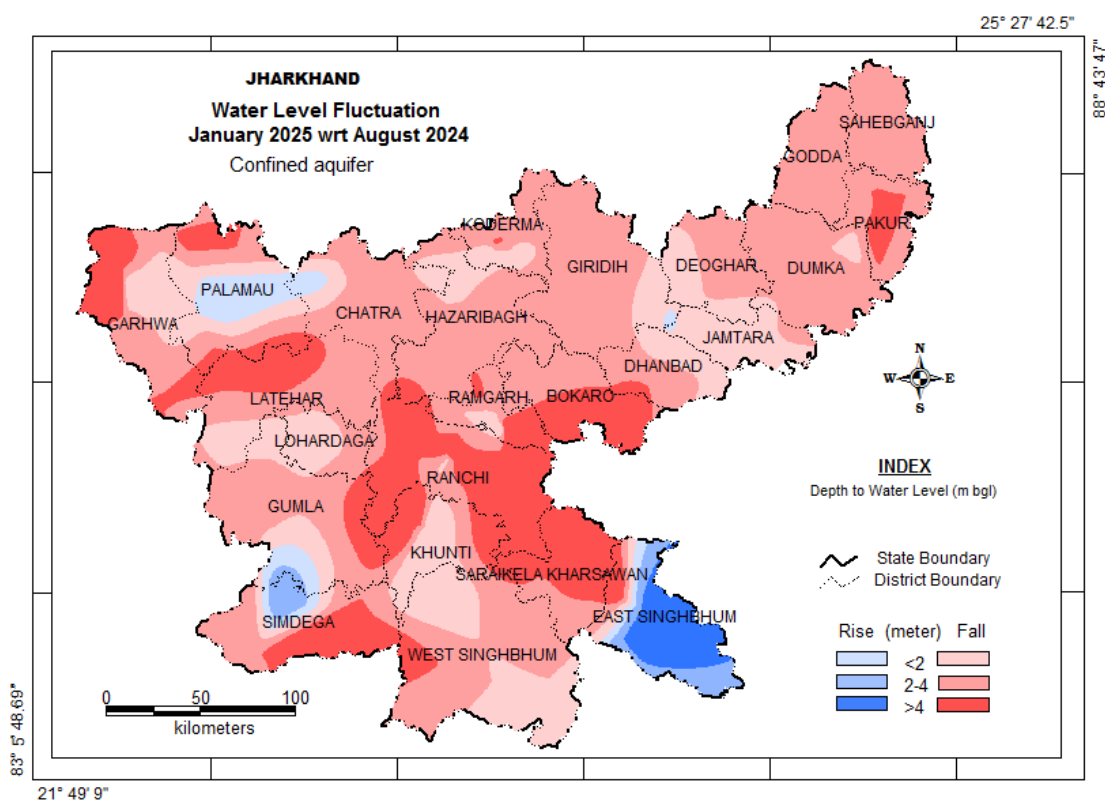 25° 27' 42.5"
88° 43' 47"
JHARKHAND
Water Level Fluctuation
January 2025 wrt August 2024
Confined aquifer
SAHEBGANJ
GODDA
PAKUR
KODERMA
GIRIDIH
DEOGHAR
DUMKA
PALAMAU
GARHWA
CHATRA
HAZARIBAGH
JAMTARA
DHANBAD
LATEHAR
RAMGARH
BOKARO
LOHARDAGA
RANCHI
GUMLA
KHUNTI
SARAIKELA KHARSAWAN
SIMDEGA
EAST SINGHBHUM
WEST SINGHBHUM
N
W E
S
INDEX
Depth to Water Level (m bgl)
State Boundary
District Boundary
Rise (meter) Fall
<2
2-4
>4
0 50 100
kilometers
83° 5' 48.69"
21° 49' 9"